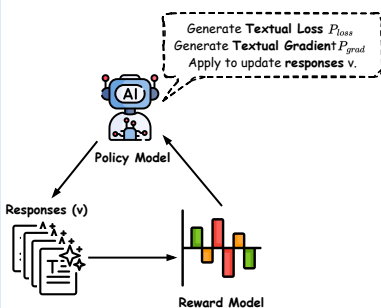 Generate Textual Loss P_loss
Generate Textual Gradient P_grad
Apply to update responses v.
AI
Policy Model
Responses (v)
T
Reward Model